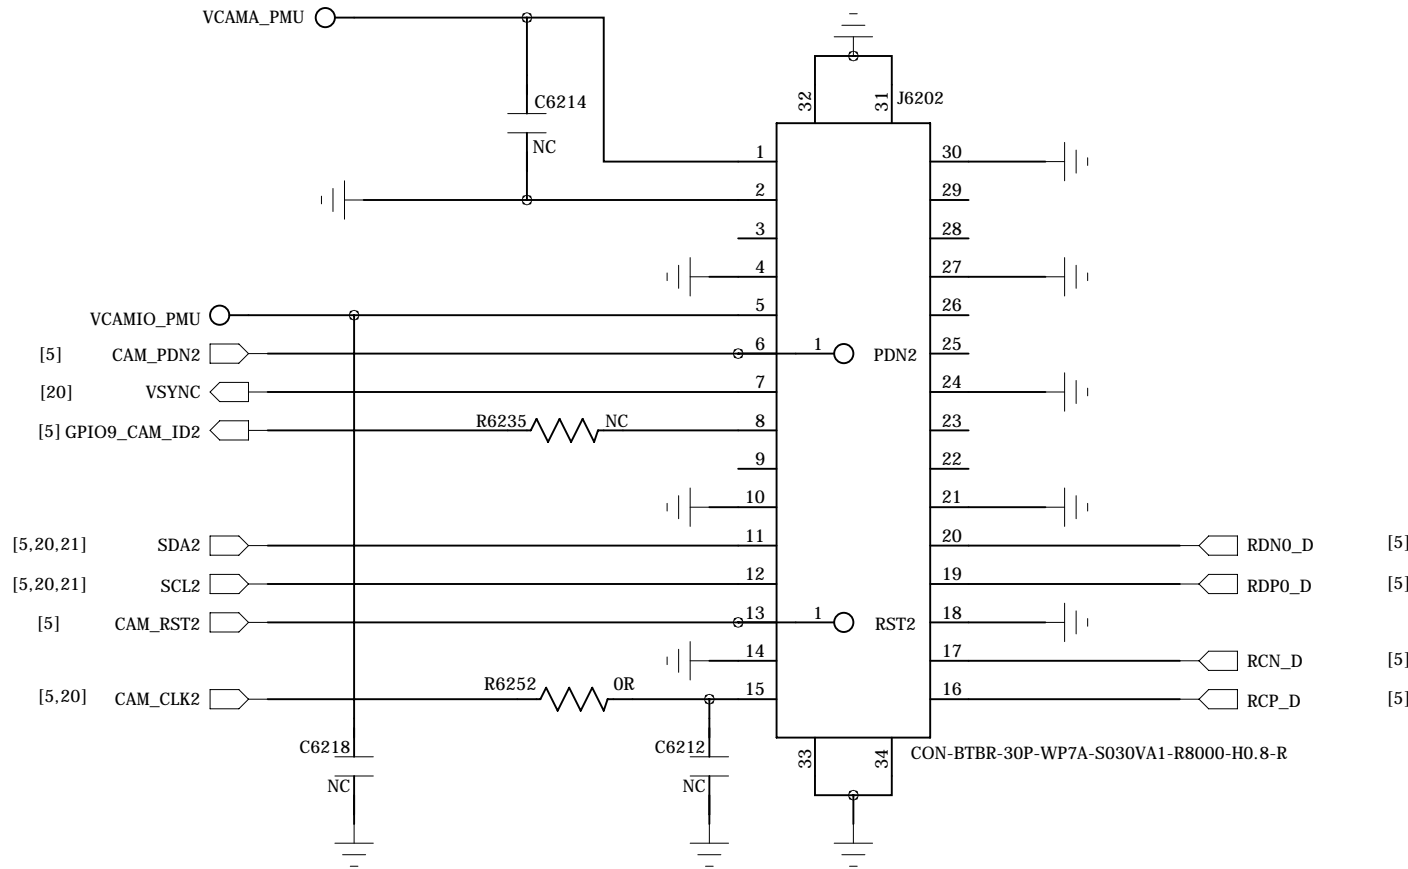 VCAMA_PMU
C6214
NC
32
31
J6202
1
30
2
29
3
28
4
27
VCAMIO_PMU
5
26
[5] CAM_PDN2
6
1
PDN2
25
[20] VSYNC
7
24
[5] GPIO9_CAM_ID2
R6235
NC
8
23
9
22
10
21
[5,20,21] SDA2
11
20
RDN0_D [5]
[5,20,21] SCL2
12
19
RDP0_D [5]
[5] CAM_RST2
13
1
RST2
18
14
17
RCN_D [5]
[5,20] CAM_CLK2
R6252
0R
15
16
RCP_D [5]
C6218
NC
C6212
NC
33
34
CON-BTBR-30P-WP7A-S030VA1-R8000-H0.8-R